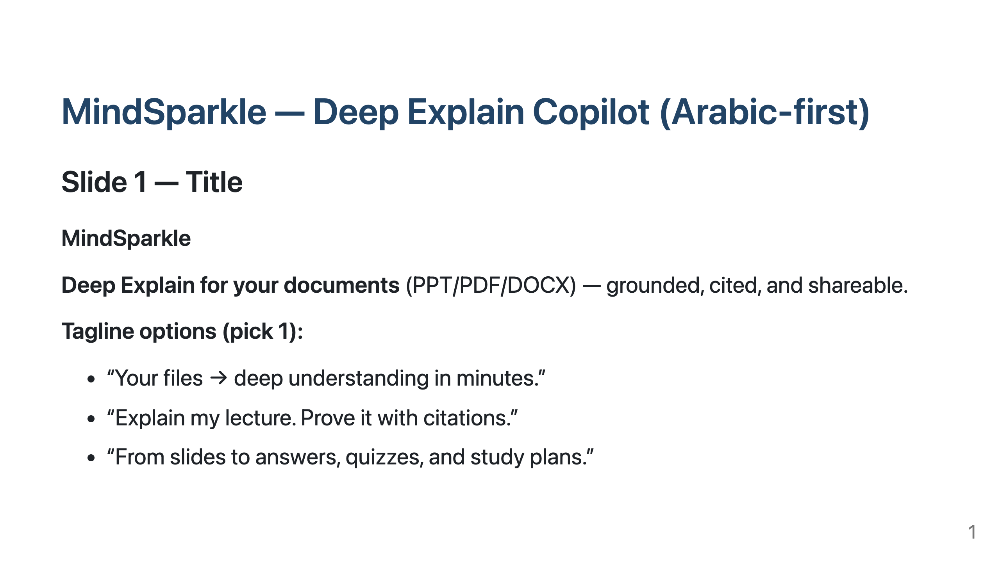 MindSparkle — Deep Explain Copilot (Arabic-first)
Slide 1 — Title
MindSparkle
Deep Explain for your documents (PPT/PDF/DOCX) — grounded, cited, and shareable.
Tagline options (pick 1):
• “Your files → deep understanding in minutes.”
• “Explain my lecture. Prove it with citations.”
• “From slides to answers, quizzes, and study plans.”
1